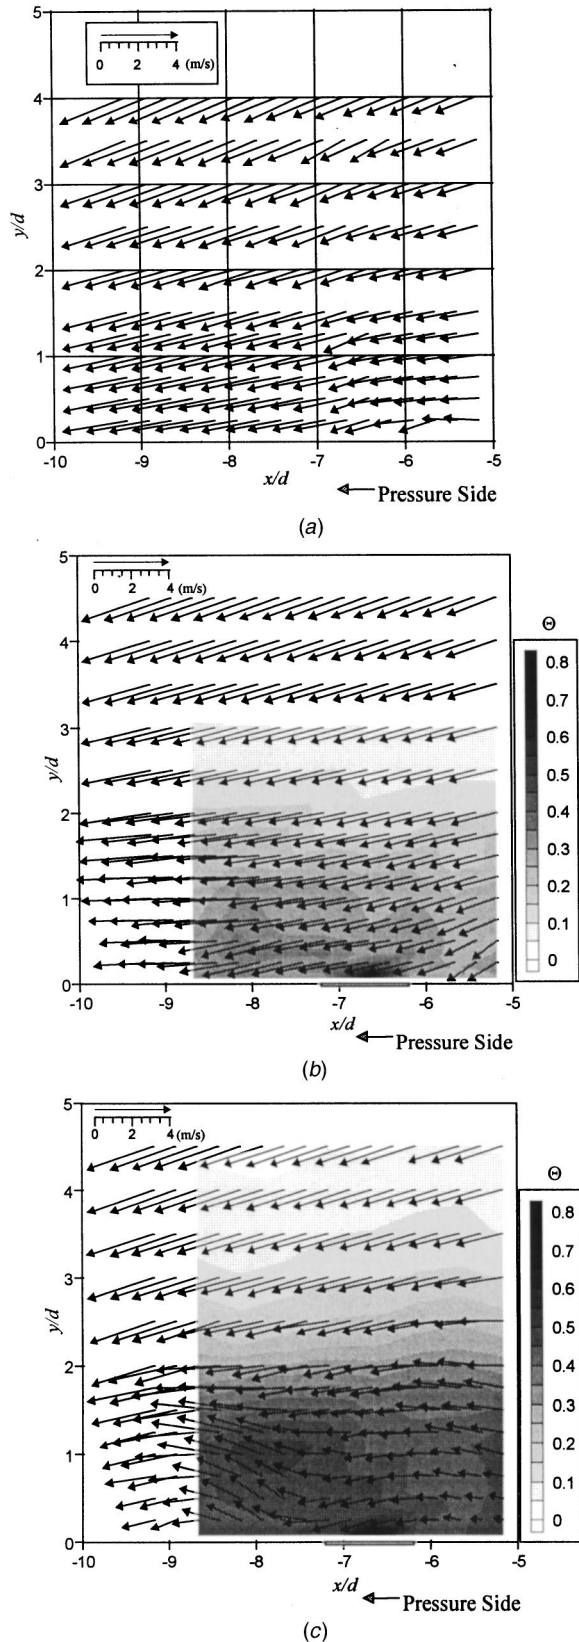 5
0 2 4 (m/s)
4
3
y/d
2
1
0
-10 -9 -8 -7 -6 -5
x/d
Pressure Side
(a)
5
0 2 4 (m/s)
4
3
y/d
2
1
0
-10 -9 -8 -7 -6 -5
x/d
Pressure Side
Θ
0.8
0.7
0.6
0.5
0.4
0.3
0.2
0.1
0
(b)
5
0 2 4 (m/s)
4
3
y/d
2
1
0
-10 -9 -8 -7 -6 -5
x/d
Pressure Side
Θ
0.8
0.7
0.6
0.5
0.4
0.3
0.2
0.1
0
(c)